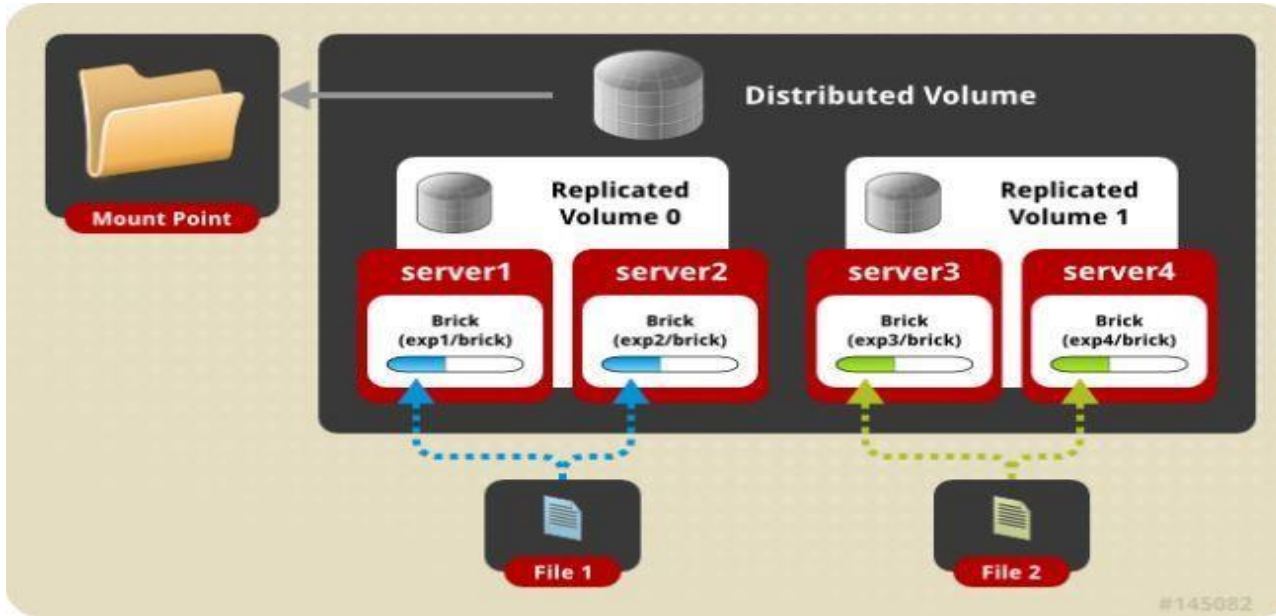 Distributed Volume
Mount Point
Replicated
Volume 0
Replicated
Volume 1
server1
server2
server3
server4
Brick
(exp1/brick)
Brick
(exp2/brick)
Brick
(exp3/brick)
Brick
(exp4/brick)
File 1
File 2
#145082